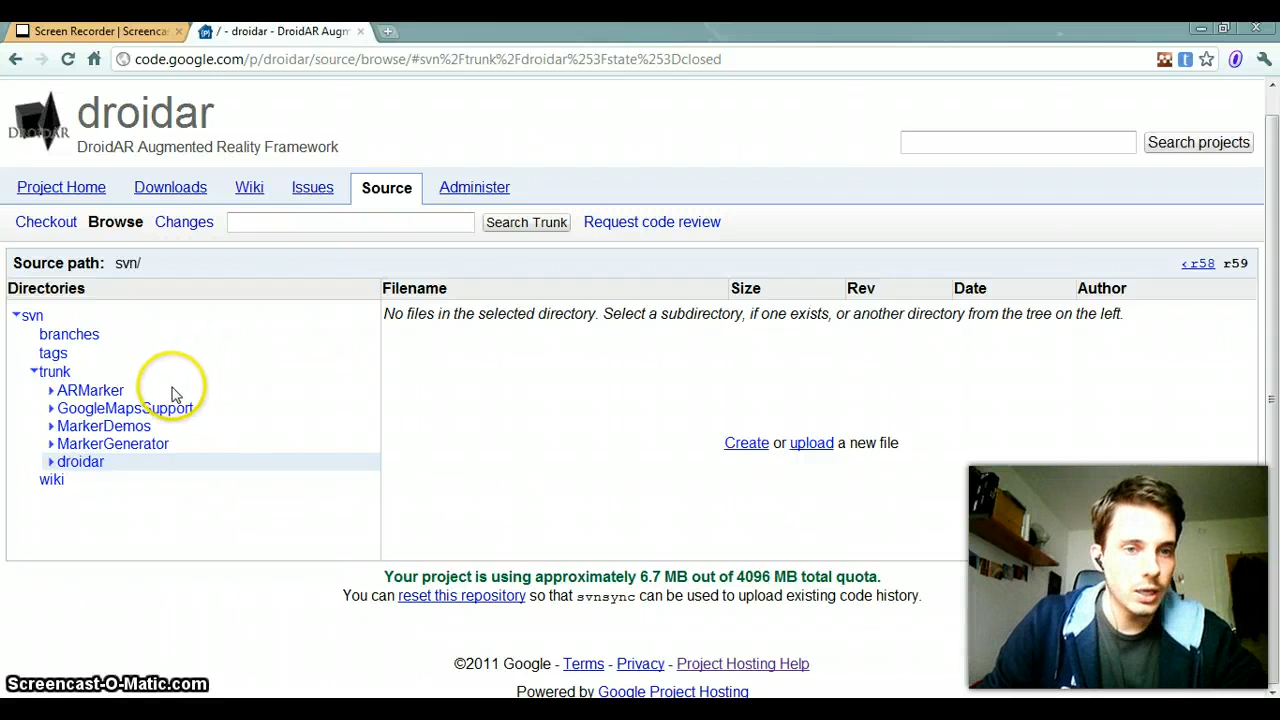 Screen Recorder | Screenca
/ - droidar - DroidAR Augm
code.google.com/p/droidar/source/browse/#svn%2Ftrunk%2Fdroidar%253Fstate%253Dclosed
DROIDAR
droidar
DroidAR Augmented Reality Framework
Search projects
Project Home Downloads Wiki Issues Source Administer
Checkout Browse Changes Search Trunk Request code review
Source path: svn/ ‹r58 r59
Directories Filename Size Rev Date Author
svn
No files in the selected directory. Select a subdirectory, if one exists, or another directory from the tree on the left.
branches
tags
trunk
ARMarker
GoogleMapsSupport
MarkerDemos
MarkerGenerator
Create or upload a new file
droidar
wiki
Your project is using approximately 6.7 MB out of 4096 MB total quota.
You can reset this repository so that svnsync can be used to upload existing code history.
©2011 Google - Terms - Privacy - Project Hosting Help
Powered by Google Project Hosting
Screencast-O-Matic.com